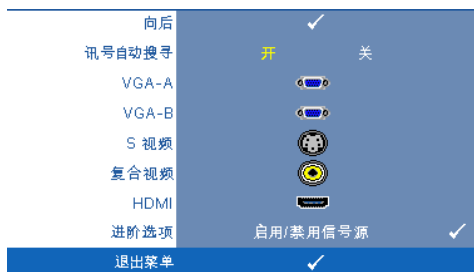 向后
讯号自动搜寻 开 关
VGA-A
VGA-B
S 视频
复合视频
HDMI
进阶选项 启用/禁用信号源
退出菜单